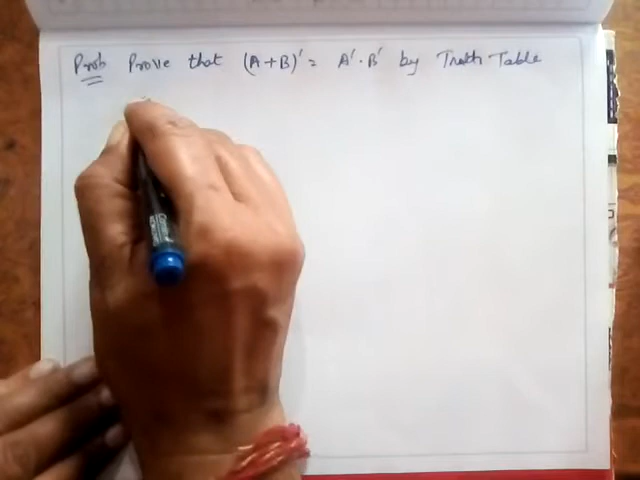 Prob Prove that (A+B)' = A'·B' by Truth Table